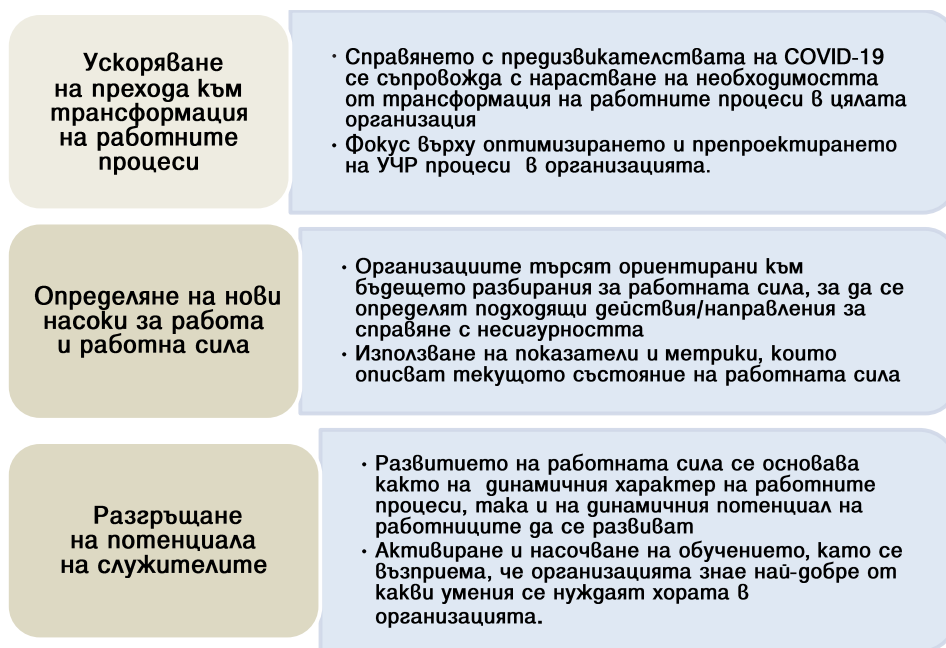 Ускоряване
на прехода към
трансформация
на работните
процеси
· Справянето с предизвикателствата на COVID-19
се съпровожда с нарастване на необходимостта
от трансформация на работните процеси в цялата
организация
· Фокус върху оптимизирането и препроектирането
на УЧР процеси в организацията.
Определяне на нови
насоки за работа
и работна сила
· Организациите търсят ориентирани към
бъдещето разбирания за работната сила, за да се
определят подходящи действия/направления за
справяне с несигурността
· Използване на показатели и метрики, които
описват текущото състояние на работната сила
Разгръщане
на потенциала
на служителите
· Развитието на работната сила се основава
както на динамичния характер на работните
процеси, така и на динамичния потенциал на
работниците да се развиват
· Активиране и насочване на обучението, като се
възприема, че организацията знае най-добре от
какви умения се нуждаят хората в
организацията.